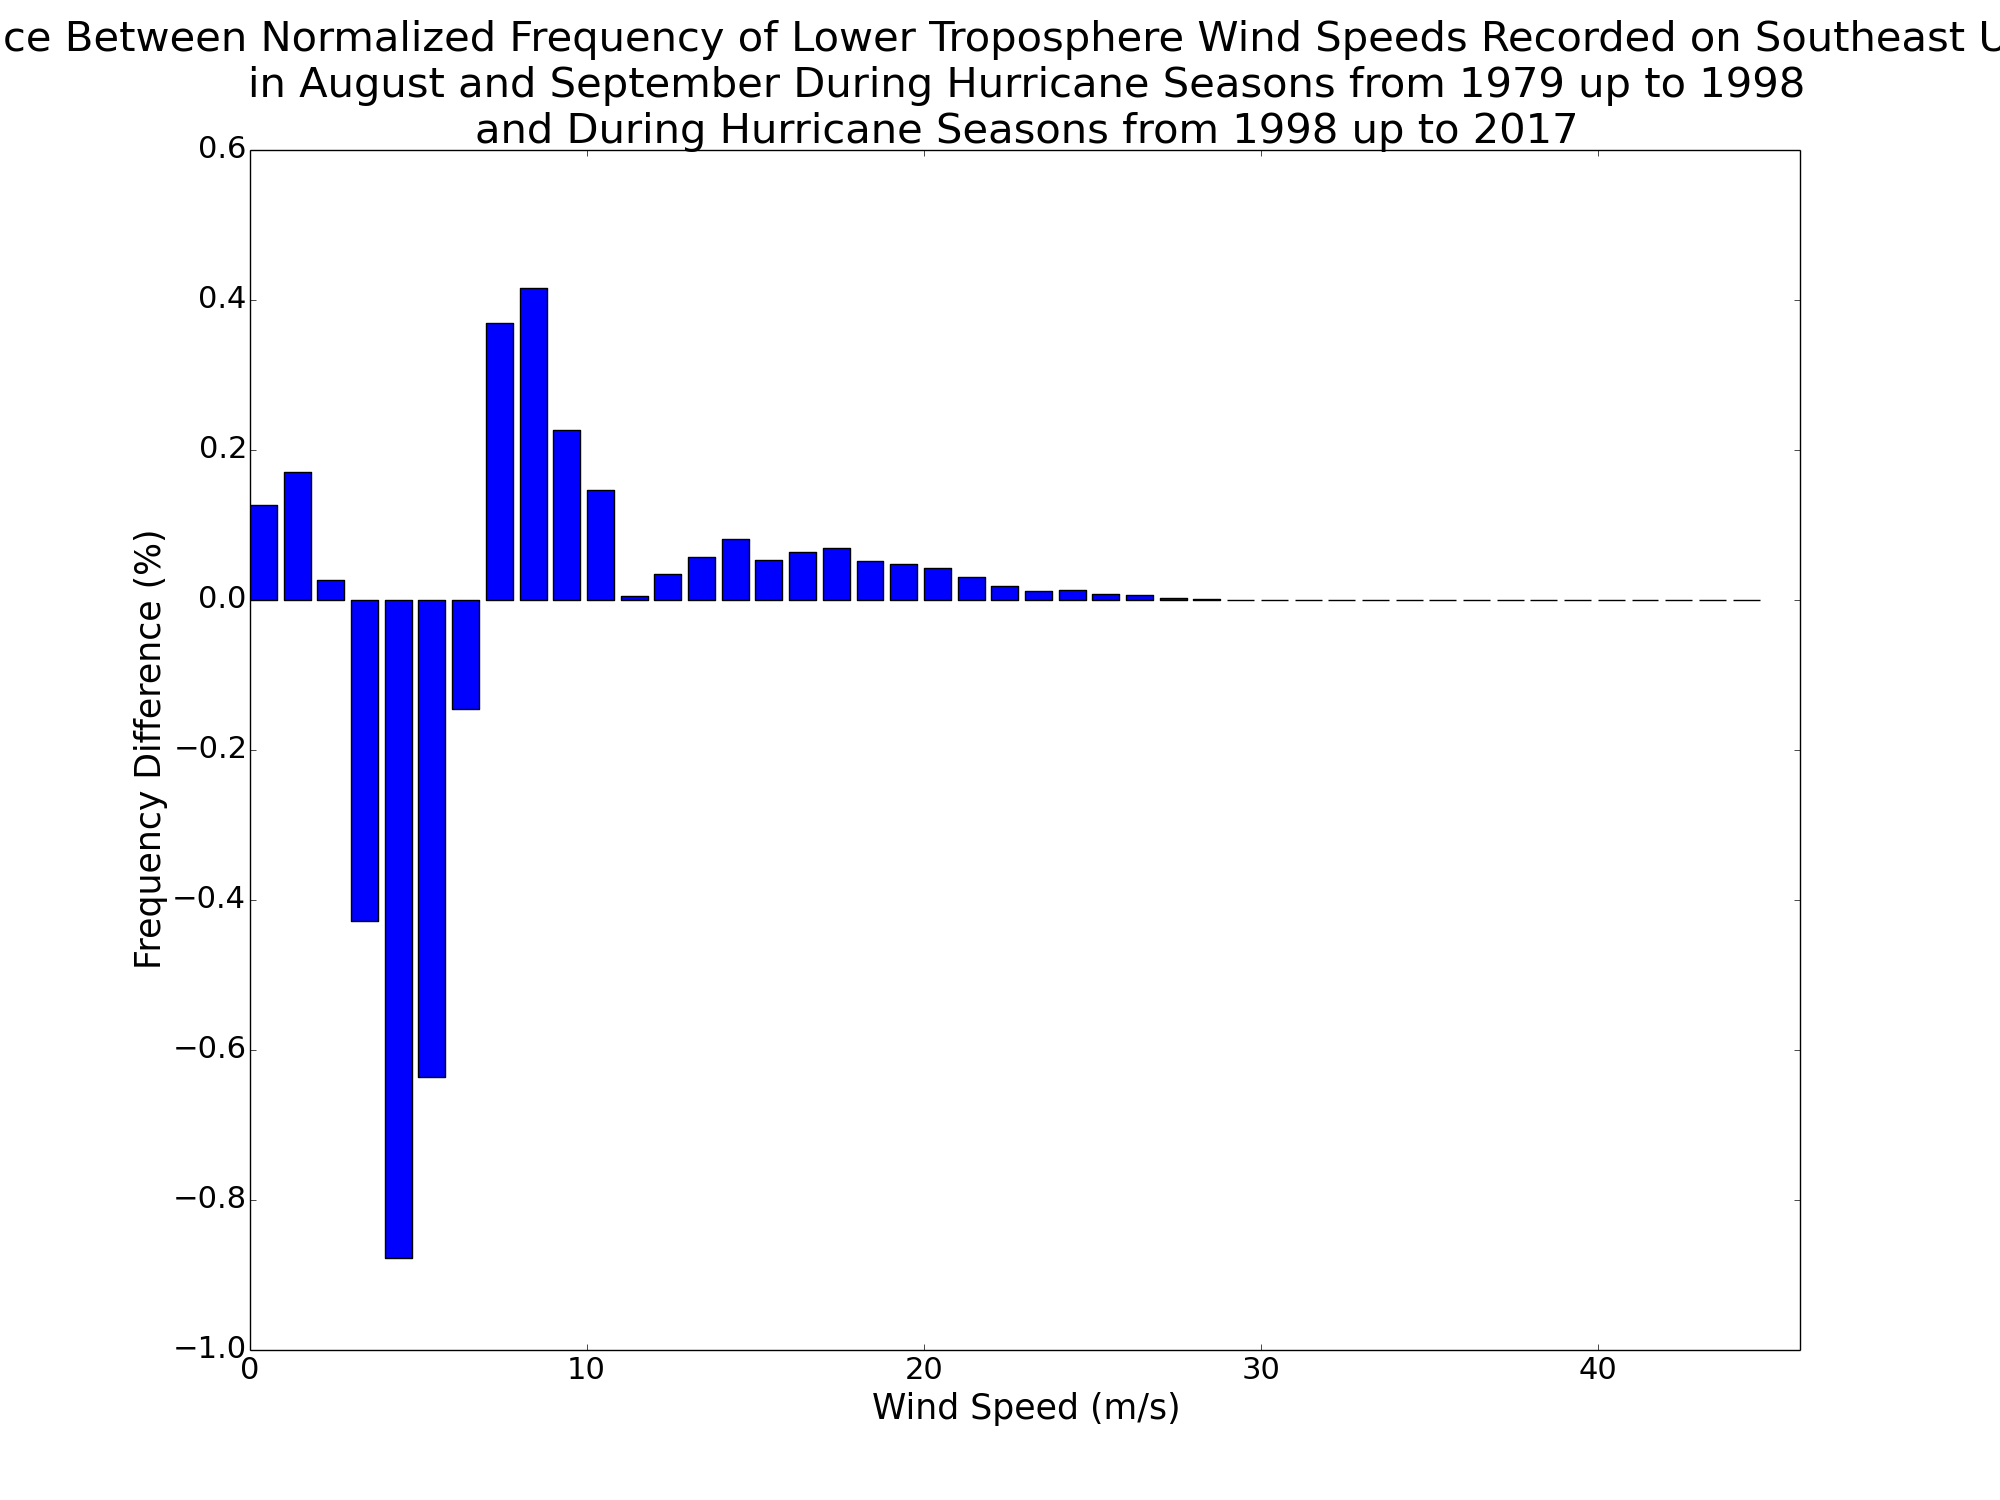 ce Between Normalized Frequency of Lower Troposphere Wind Speeds Recorded on Southeast U
in August and September During Hurricane Seasons from 1979 up to 1998
and During Hurricane Seasons from 1998 up to 2017
0.6
0.4
0.2
0.0
−0.2
−0.4
−0.6
−0.8
−1.0
Frequency Difference (%)
0 10 20 30 40
Wind Speed (m/s)